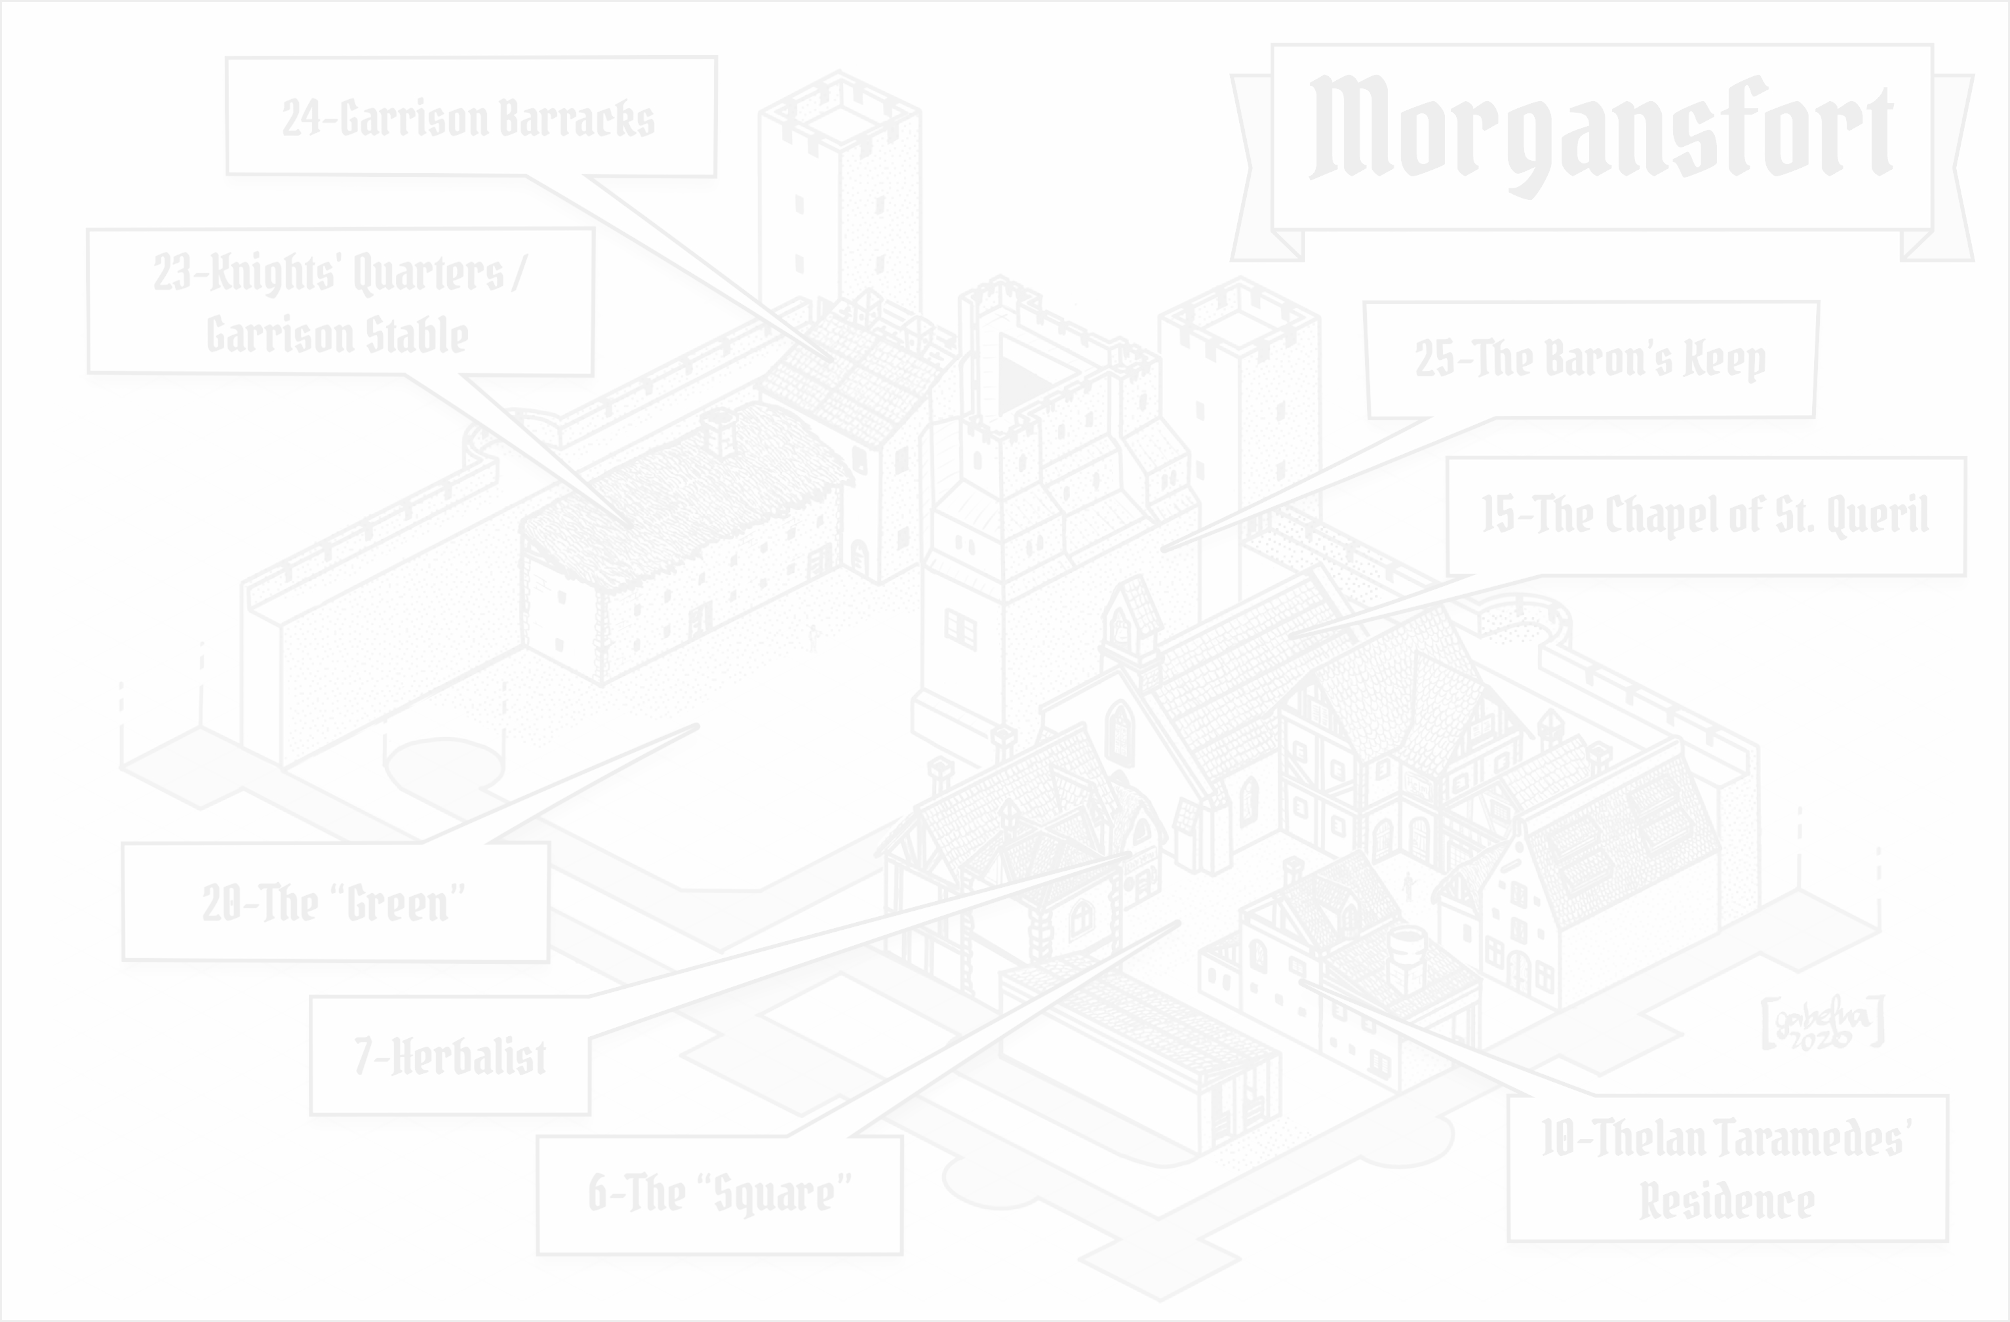 Morgansfort
24-Garrison Barracks
23-Knights' Quarters /
Garrison Stable
25-The Baron's Keep
15-The Chapel of St. Queril
20-The “Green”
7-Herbalist
6-The “Square”
10-Thelan Taramedes'
Residence
2020